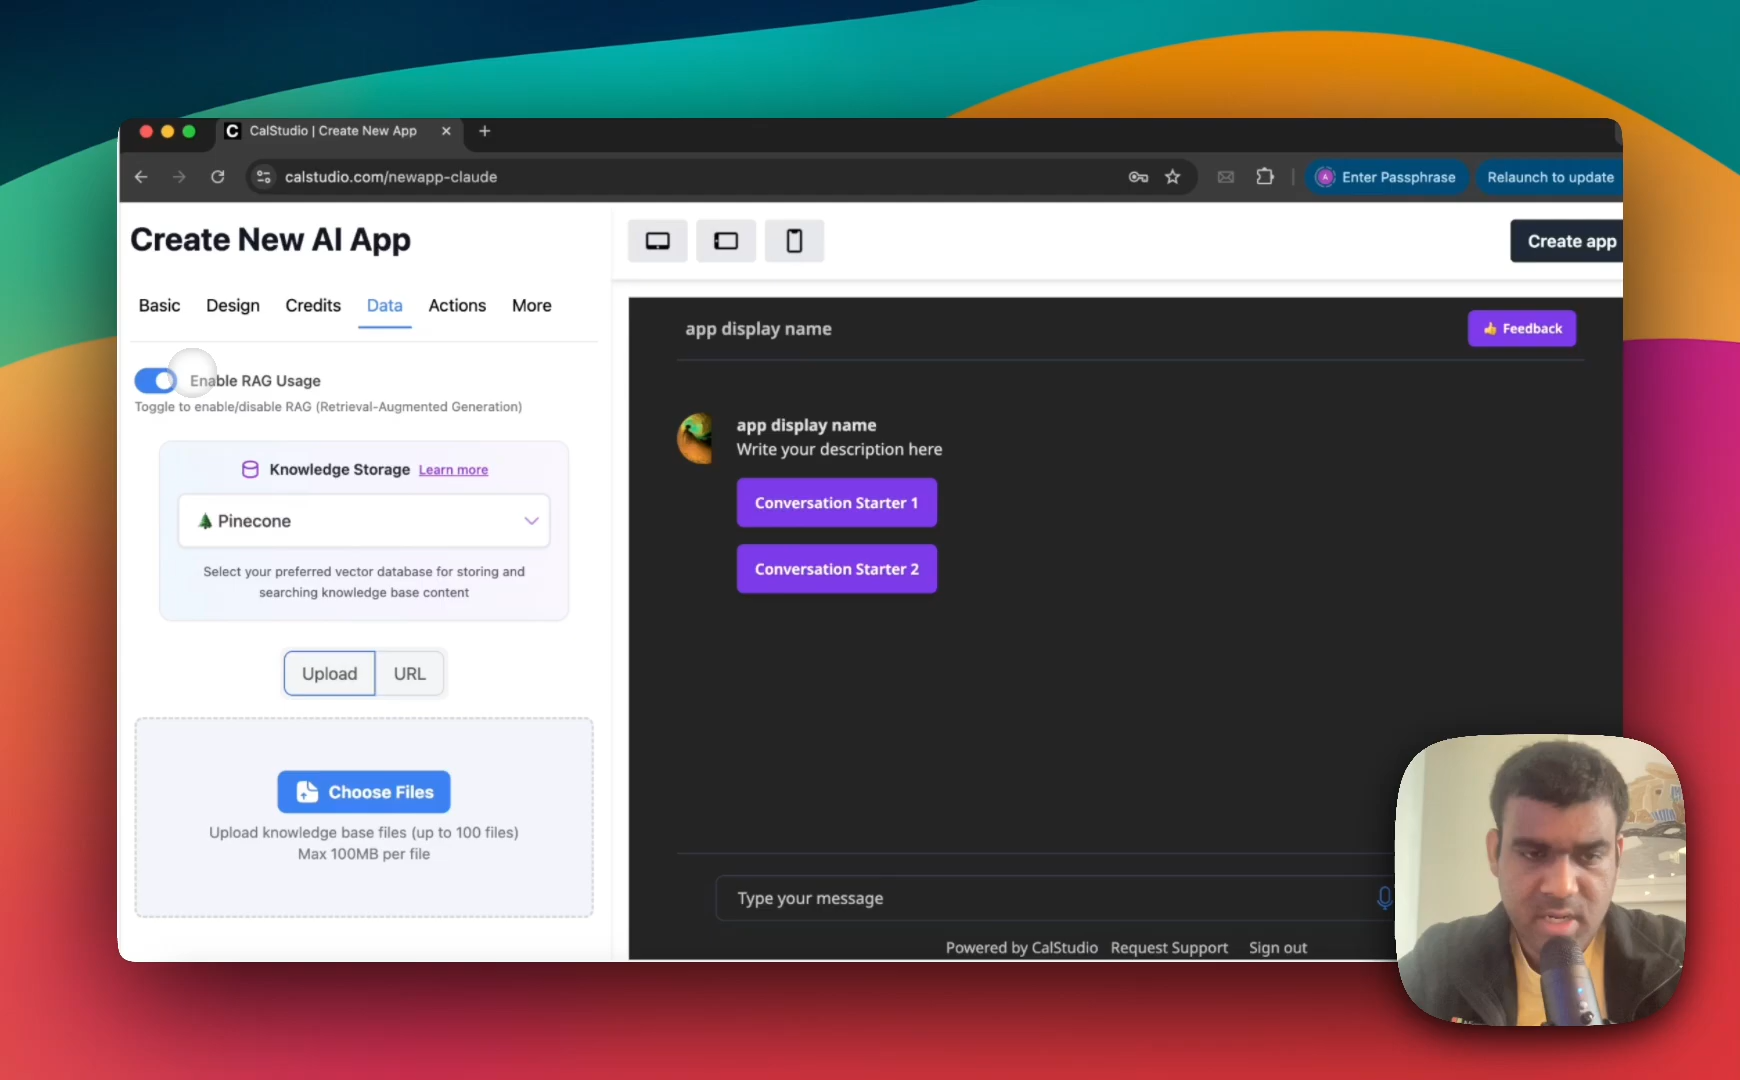 CalStudio | Create New App
calstudio.com/newapp-claude
Enter Passphrase
Relaunch to update
Create New AI App
Create app
Basic
Design
Credits
Data
Actions
More
app display name
👍 Feedback
Enable RAG Usage
Toggle to enable/disable RAG (Retrieval-Augmented Generation)
app display name
Write your description here
Knowledge Storage Learn more
Conversation Starter 1
🌲 Pinecone
Conversation Starter 2
Select your preferred vector database for storing and
searching knowledge base content
Upload
URL
Choose Files
Upload knowledge base files (up to 100 files)
Max 100MB per file
Type your message
Powered by CalStudio Request Support Sign out